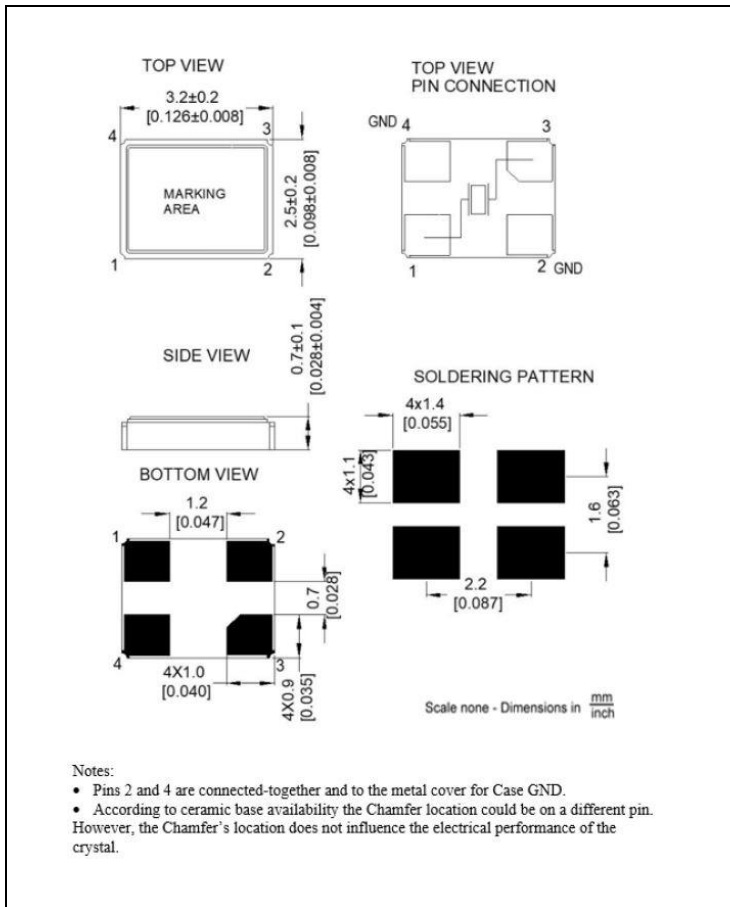 TOP VIEW
3.2±0.2
[0.126±0.008]
4
3
MARKING
AREA
2.5±0.2
[0.098±0.008]
1
2
TOP VIEW
PIN CONNECTION
GND 4
3
1
2 GND
SIDE VIEW
0.7±0.1
[0.028±0.004]
BOTTOM VIEW
1.2
[0.047]
1
2
0.7
[0.028]
4
3
4X1.0
[0.040]
4X0.9
[0.035]
SOLDERING PATTERN
4x1.4
[0.055]
4x1.1
[0.043]
1.6
[0.063]
2.2
[0.087]
Scale none - Dimensions in mm
inch
Notes:
• Pins 2 and 4 are connected-together and to the metal cover for Case GND.
• According to ceramic base availability the Chamfer location could be on a different pin.
However, the Chamfer's location does not influence the electrical performance of the
crystal.